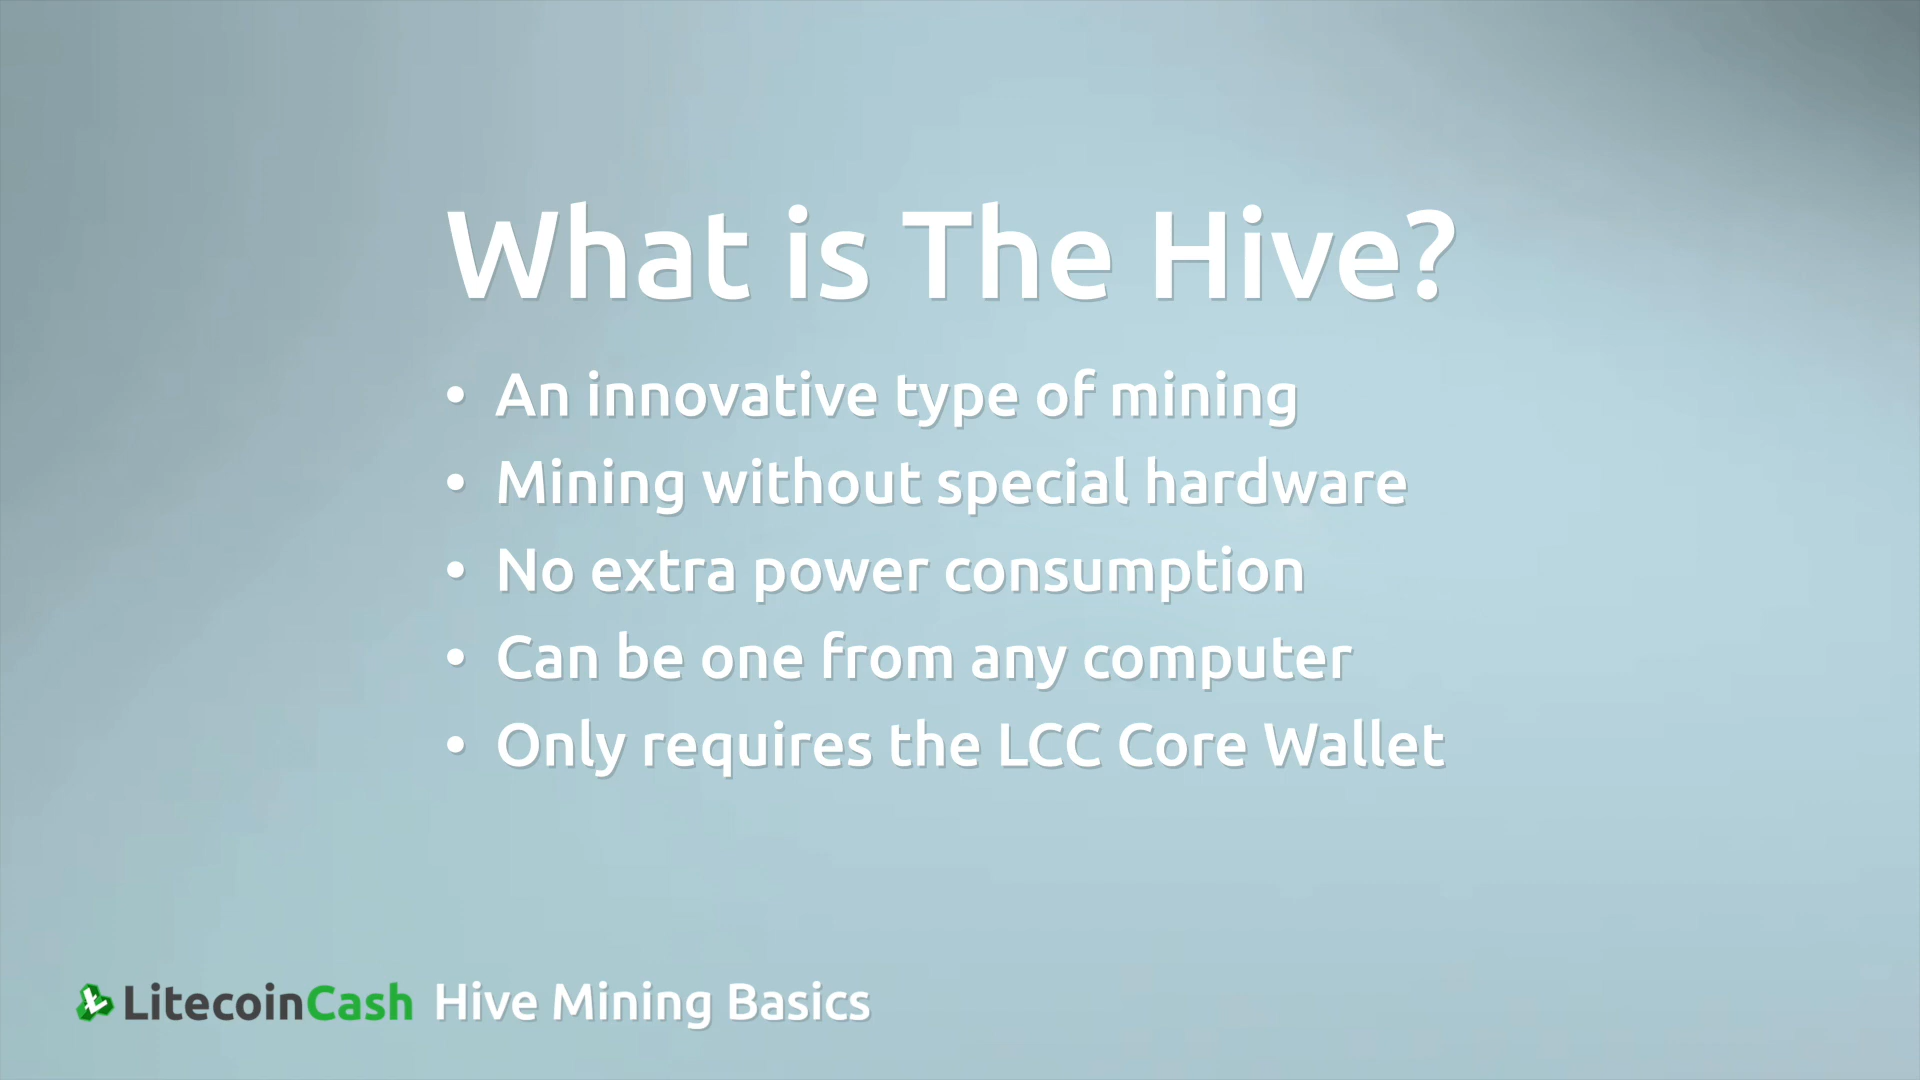 What is The Hive?
• An innovative type of mining
• Mining without special hardware
• No extra power consumption
• Can be one from any computer
• Only requires the LCC Core Wallet
LitecoinCash Hive Mining Basics